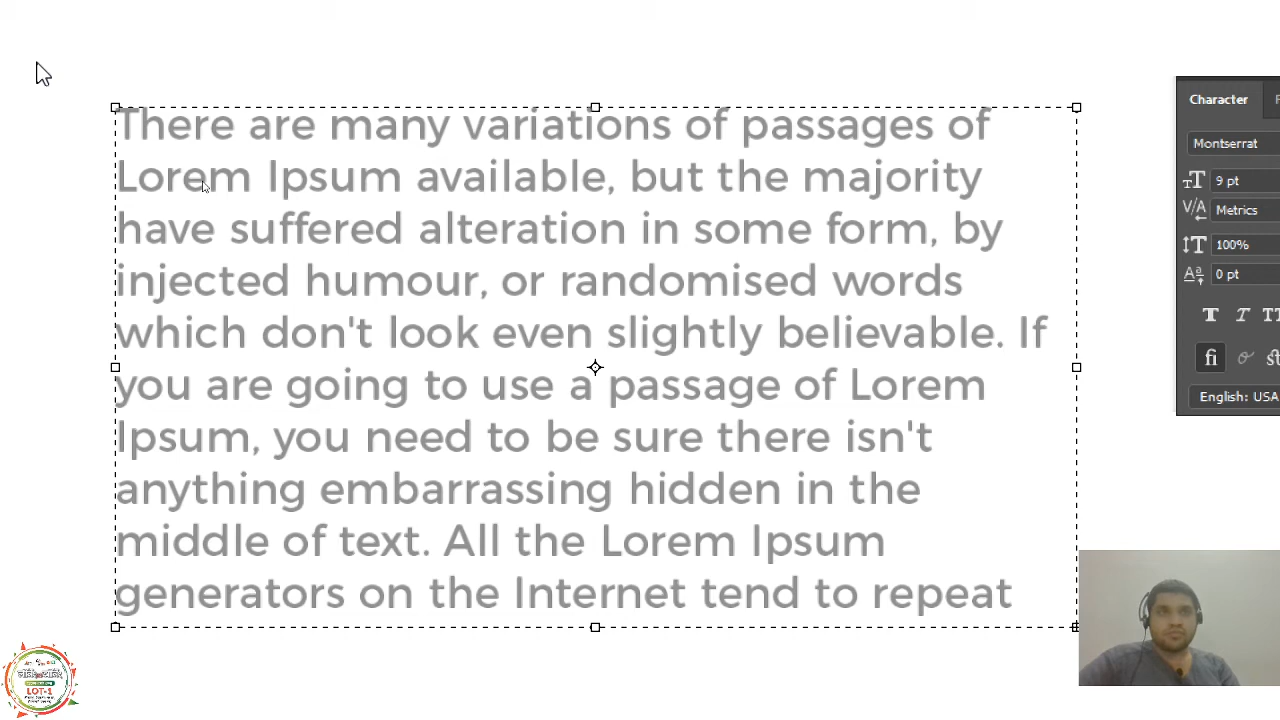 There are many variations of passages of
Lorem Ipsum available, but the majority
have suffered alteration in some form, by
injected humour, or randomised words
which don't look even slightly believable. If
you are going to use a passage of Lorem
Ipsum, you need to be sure there isn't
anything embarrassing hidden in the
middle of text. All the Lorem Ipsum
generators on the Internet tend to repeat
Character
Montserrat
9 pt
Metrics
100%
0 pt
T T TT
fi
English: USA
LOT-1